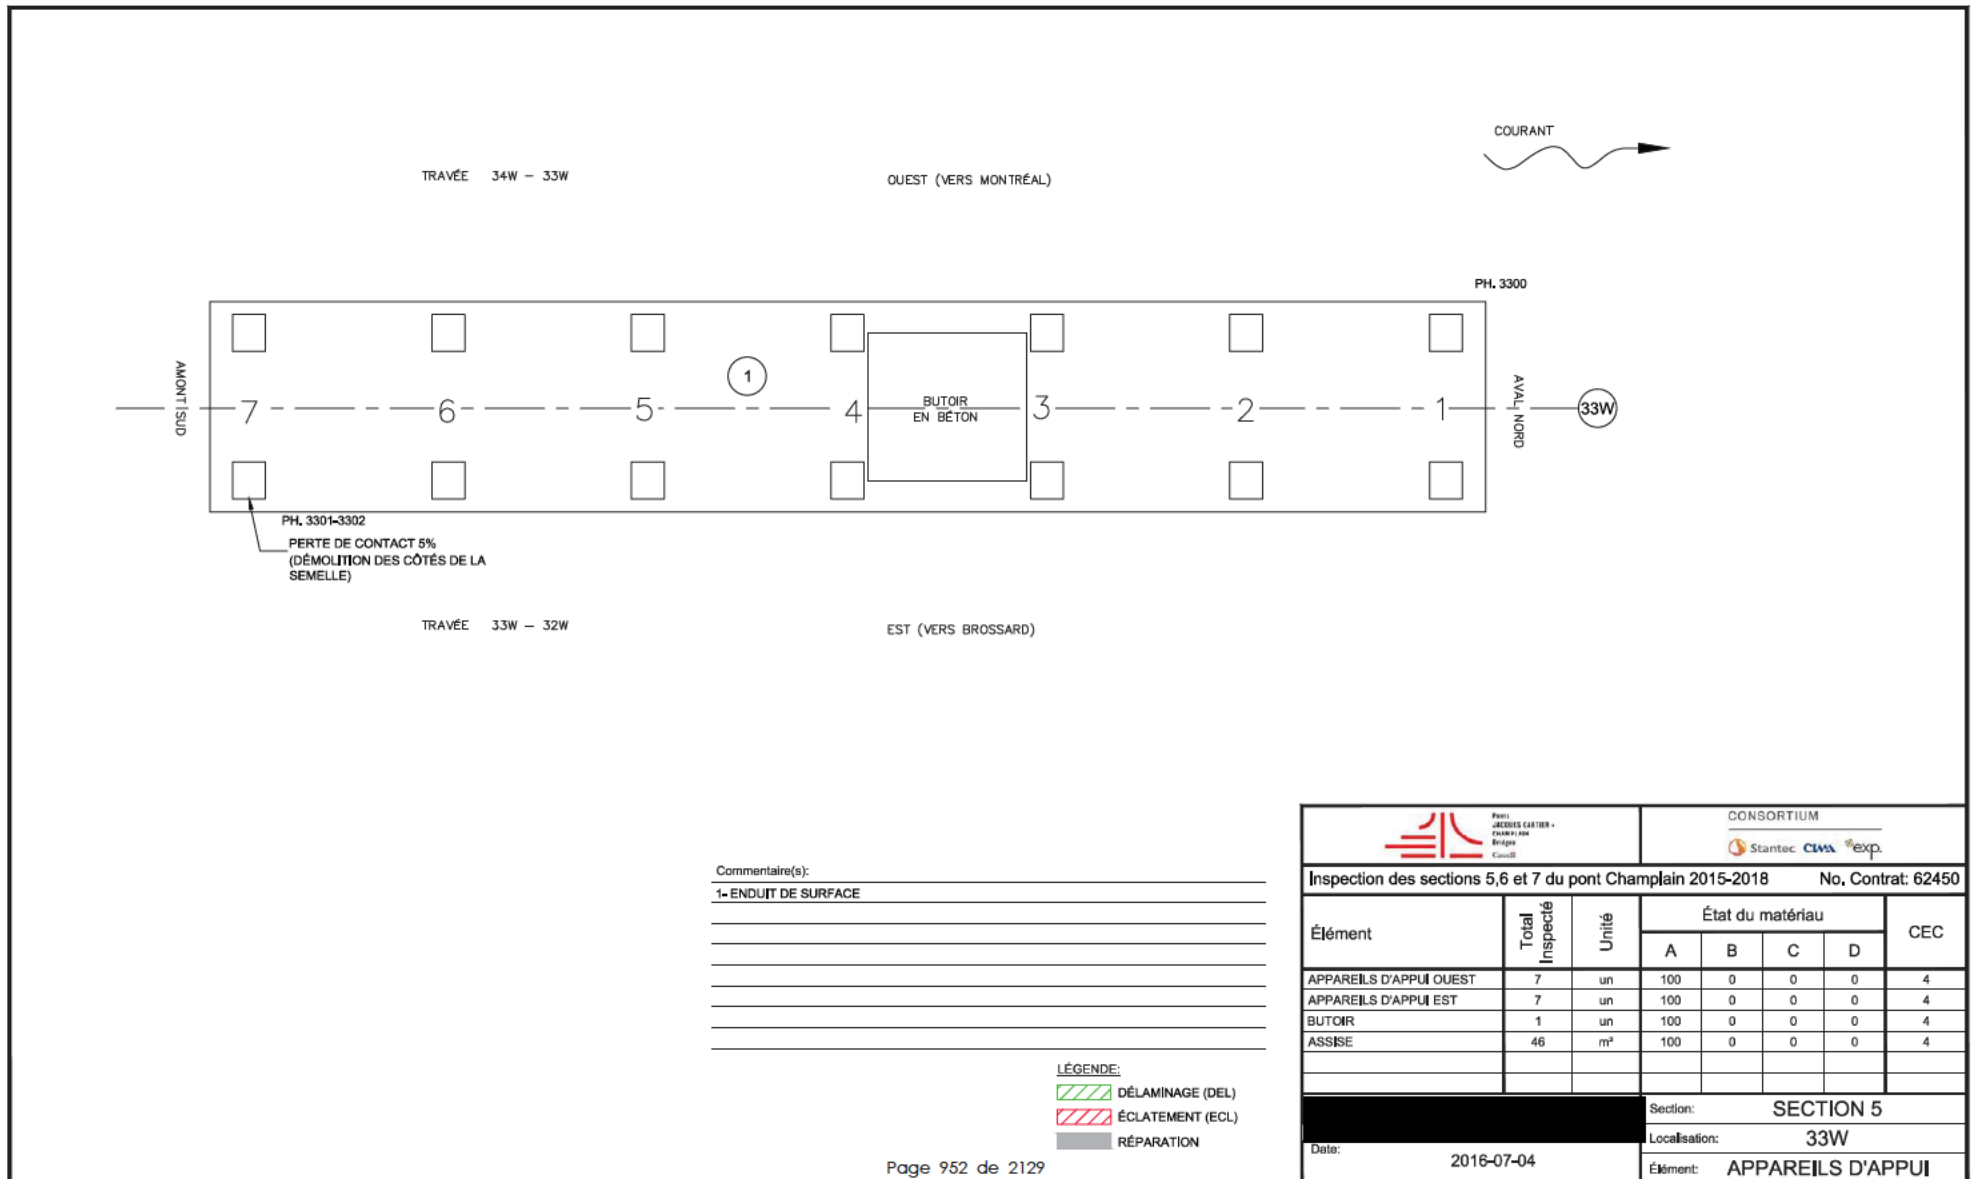 COURANT
TRAVÉE 34W – 33W
OUEST (VERS MONTRÉAL)
PH. 3300
AMONT|SUD
1
7 6 5 4 3 2 1
BUTOIR
EN BÉTON
AVAL NORD
33W
PH. 3301-3302
PERTE DE CONTACT 5%
(DÉMOLITION DES CÔTÉS DE LA
SEMELLE)
TRAVÉE 33W – 32W
EST (VERS BROSSARD)
Commentaire(s):
1- ENDUIT DE SURFACE
LÉGENDE:
DÉLAMINAGE (DEL)
ÉCLATEMENT (ECL)
RÉPARATION
Page 952 de 2129
Ponts
JACQUES CARTIER +
CHAMPLAIN
Bridges
Canada
CONSORTIUM
Stantec CIMA exp.
Inspection des sections 5,6 et 7 du pont Champlain 2015-2018 No. Contrat: 62450
Élément Total Inspecté Unité État du matériau CEC
A B C D
APPAREILS D'APPUI OUEST 7 un 100 0 0 0 4
APPAREILS D'APPUI EST 7 un 100 0 0 0 4
BUTOIR 1 un 100 0 0 0 4
ASSISE 46 m² 100 0 0 0 4
Section: SECTION 5
Localisation: 33W
Date: 2016-07-04
Élément: APPAREILS D'APPUI